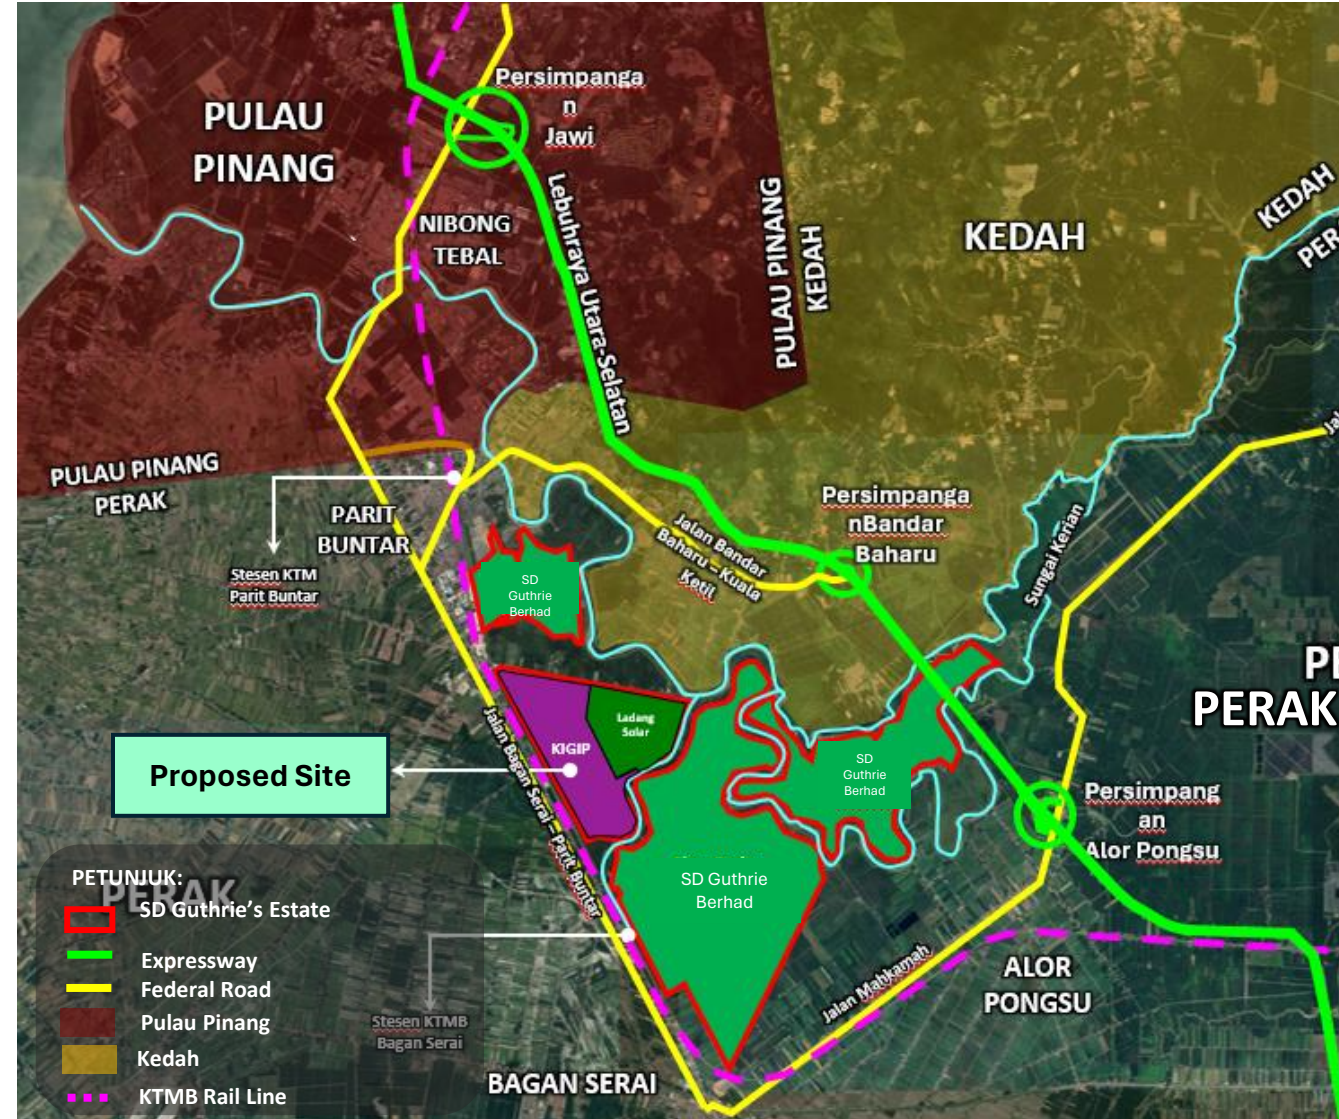 Persimpanga
n
Jawi
PULAU
PINANG
NIBONG
TEBAL
Lebuhraya Utara-Selatan
PULAU PINANG
KEDAH
KEDAH
KEDAH
PER
PULAU PINANG
PERAK
PARIT
BUNTAR
Stesen KTM
Parit Buntar
Persimpanga
nBandar
Baharu
Jalan Bandar
Baharu – Kuala
Ketil
Sungai Kerian
SD
Guthrie
Berhad
Ladang
Solar
KIGIP
Proposed Site
Jalan Bagan Serai – Parit Buntar
SD
Guthrie
Berhad
SD Guthrie
Berhad
PERAK
Persimpang
an
Alor Pongsu
Jalan Mahkamah
ALOR
PONGSU
BAGAN SERAI
Stesen KTMB
Bagan Serai
PERAK
PETUNJUK:
SD Guthrie's Estate
Expressway
Federal Road
Pulau Pinang
Kedah
KTMB Rail Line